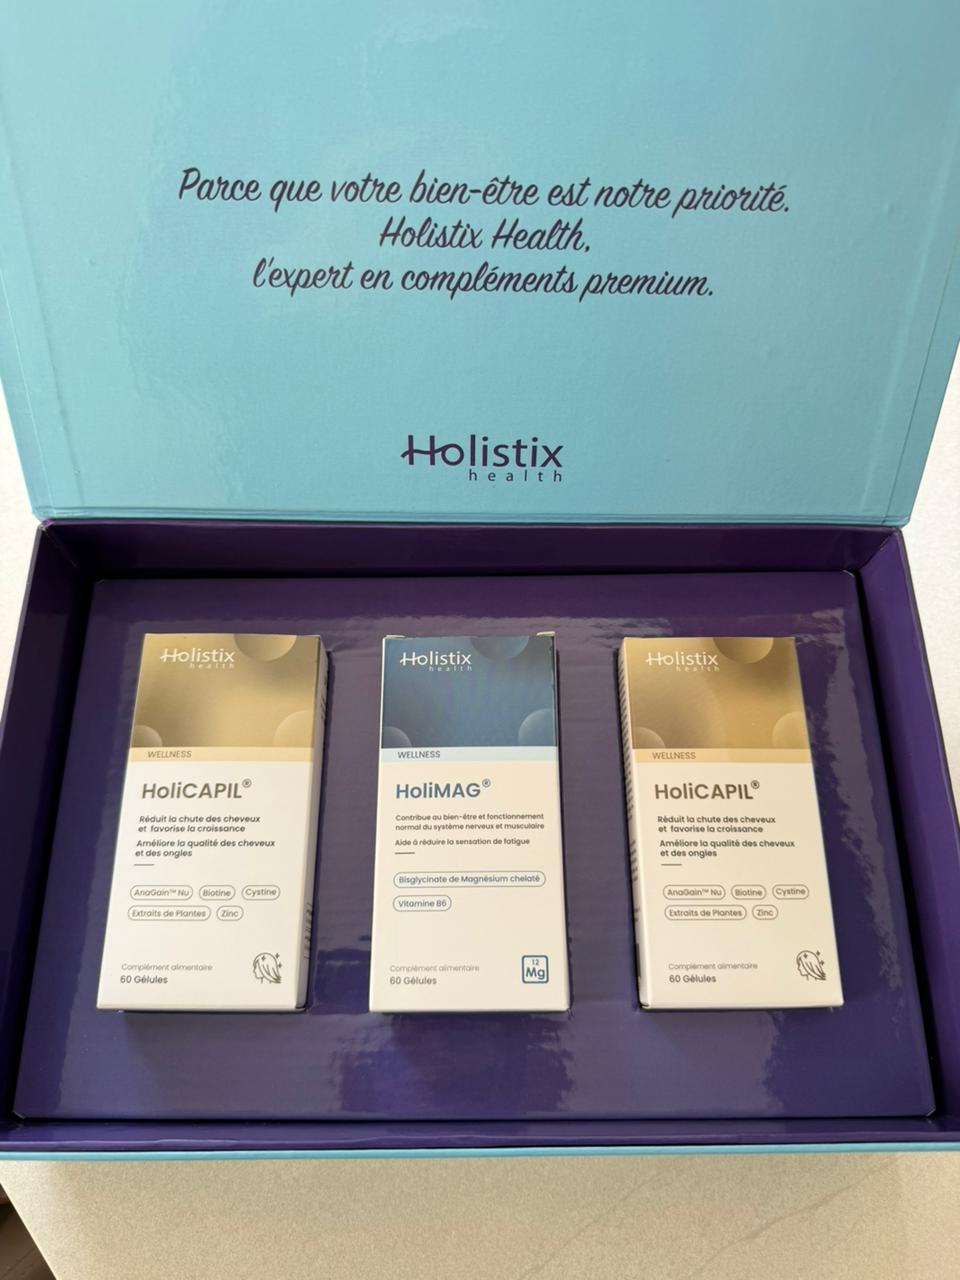 Parce que votre bien-être est notre priorité.
Holistix Health,
l'expert en compléments premium.
Holistix
health
Holistix
health
WELLNESS
HoliCAPIL®
Réduit la chute des cheveux
et favorise la croissance
Améliore la qualité des cheveux
et des ongles
AnaGain™ Nu
Biotine
Cystine
Extraits de Plantes
Zinc
Complément alimentaire
60 Gélules
Holistix
health
WELLNESS
HoliMAG®
Contribue au bien-être et fonctionnement
normal du système nerveux et musculaire
Aide à réduire la sensation de fatigue
Bisglycinate de Magnésium chelaté
Vitamine B6
Complément alimentaire
60 Gélules
12
Mg
Holistix
health
WELLNESS
HoliCAPIL®
Réduit la chute des cheveux
et favorise la croissance
Améliore la qualité des cheveux
et des ongles
AnaGain™ Nu
Biotine
Cystine
Extraits de Plantes
Zinc
Complément alimentaire
60 Gélules